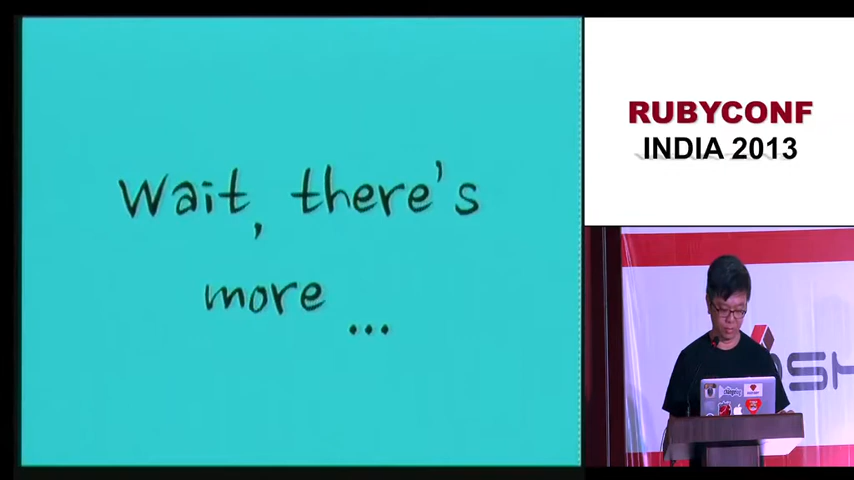 Wait, there's
more ...
RUBYCONF
INDIA 2013